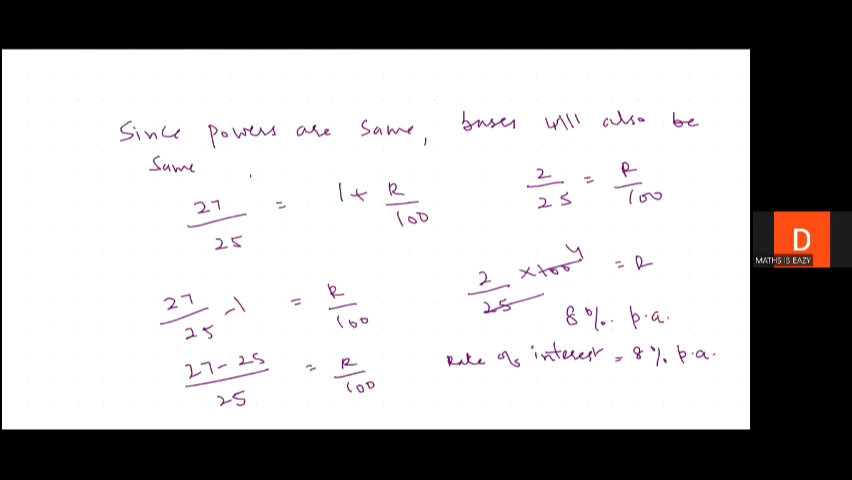 Since powers are same, bases will also be
same
27/25 = 1 + R/100
27/25 - 1 = R/100
27-25/25 = R/100
2/25 = R/100
2/25 × 100 4 = R
8% p.a.
Rate of interest = 8% p.a.
D
MATHS IS EAZY